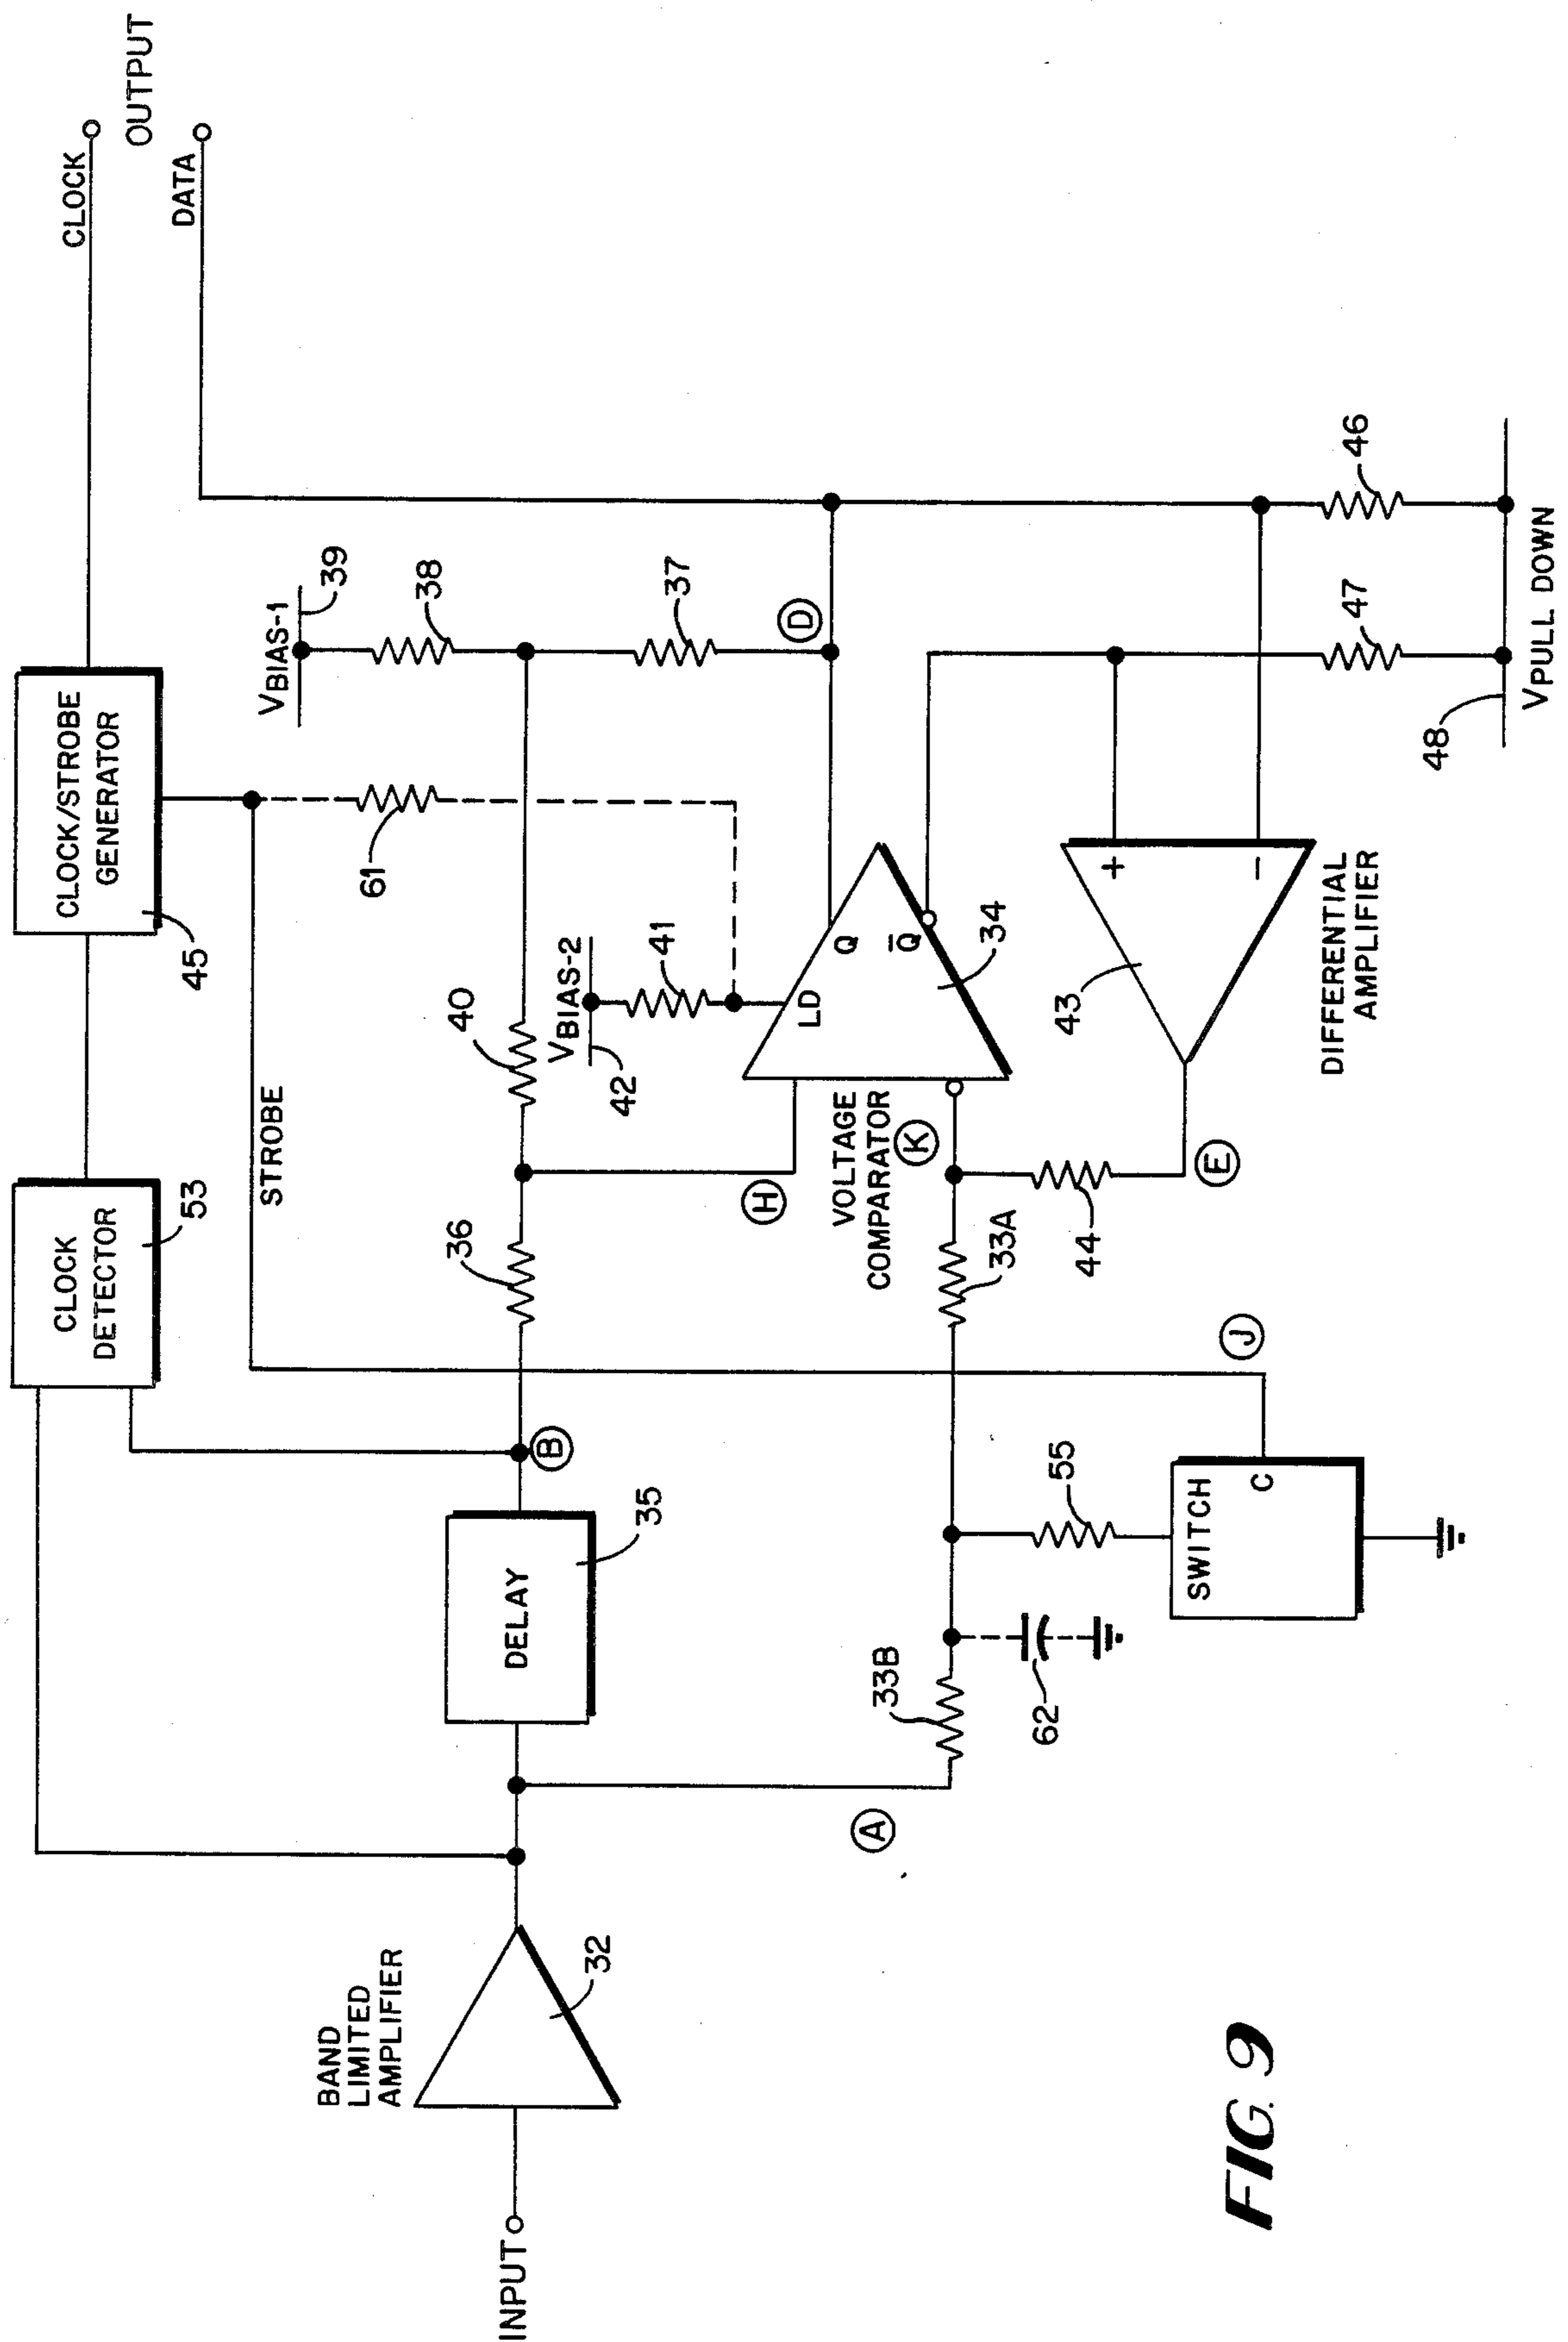 CLOCK
OUTPUT
DATA
CLOCK/STROBE
GENERATOR
45
CLOCK
DETECTOR
53
STROBE
VBIAS-1
39
38
37
61
D
40
VBIAS-2
42
41
LD
Q
Q̅
34
H
VOLTAGE
COMPARATOR
K
36
B
DELAY
35
33A
44
E
43
+
−
DIFFERENTIAL
AMPLIFIER
46
47
48
VPULL DOWN
J
55
SWITCH
C
62
33B
A
BAND
LIMITED
AMPLIFIER
32
INPUT
FIG. 9